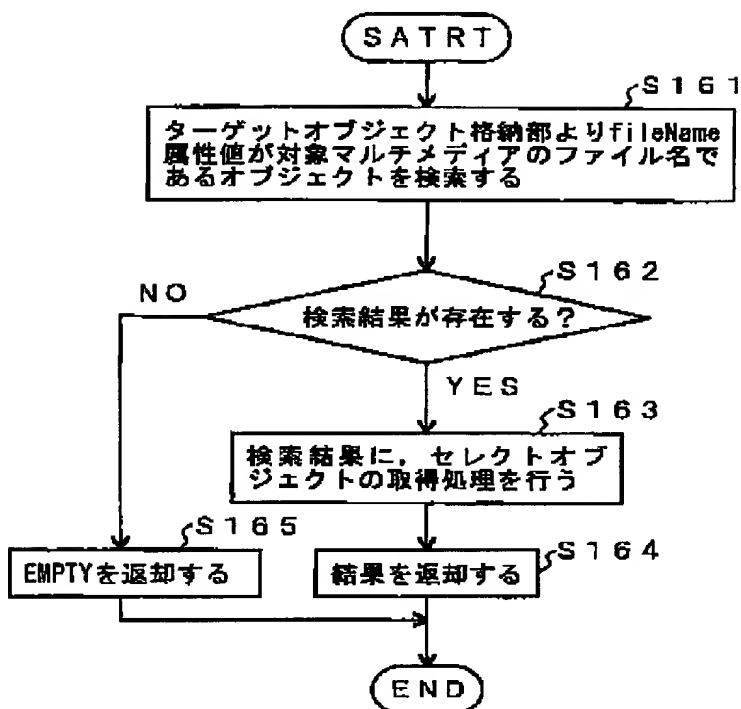 SATRT
S161
ターゲットオブジェクト格納部よりfileName
属性値が対象マルチメディアのファイル名で
あるオブジェクトを検索する
S162
NO
検索結果が存在する?
YES
S163
検索結果に，セレクトオブ
ジェクトの取得処理を行う
S165
S164
EMPTYを返却する
結果を返却する
END